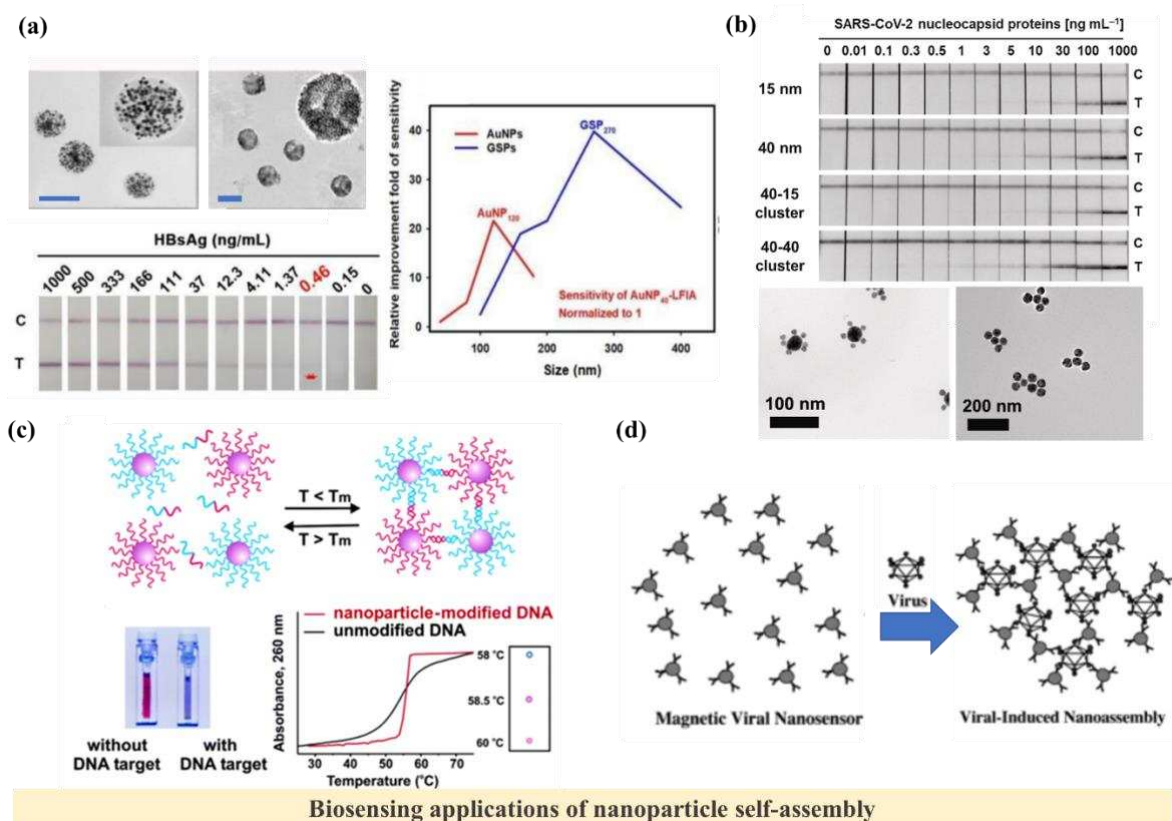 (a)
HBsAg (ng/mL)
1000 500 333 166 111 37 12.3 4.11 1.37 0.46 0.15 0
C
T
Relative improvement fold of sensitivity
40
30
20
10
0
AuNPs
GSPs
GSP270
AuNP120
Sensitivity of AuNP40-LFIA
Normalized to 1
100 200 300 400
Size (nm)
(b)
SARS-CoV-2 nucleocapsid proteins [ng mL⁻¹]
0 0.01 0.1 0.3 0.5 1 3 5 10 30 100 1000
15 nm
C
T
40 nm
C
T
40-15
cluster
C
T
40-40
cluster
C
T
100 nm
200 nm
(c)
T < Tm
T > Tm
without
DNA target
with
DNA target
nanoparticle-modified DNA
unmodified DNA
Absorbance, 260 nm
30 40 50 60 70
Temperature (°C)
58 °C
58.5 °C
60 °C
(d)
Magnetic Viral Nanosensor
Virus
Viral-Induced Nanoassembly
Biosensing applications of nanoparticle self-assembly